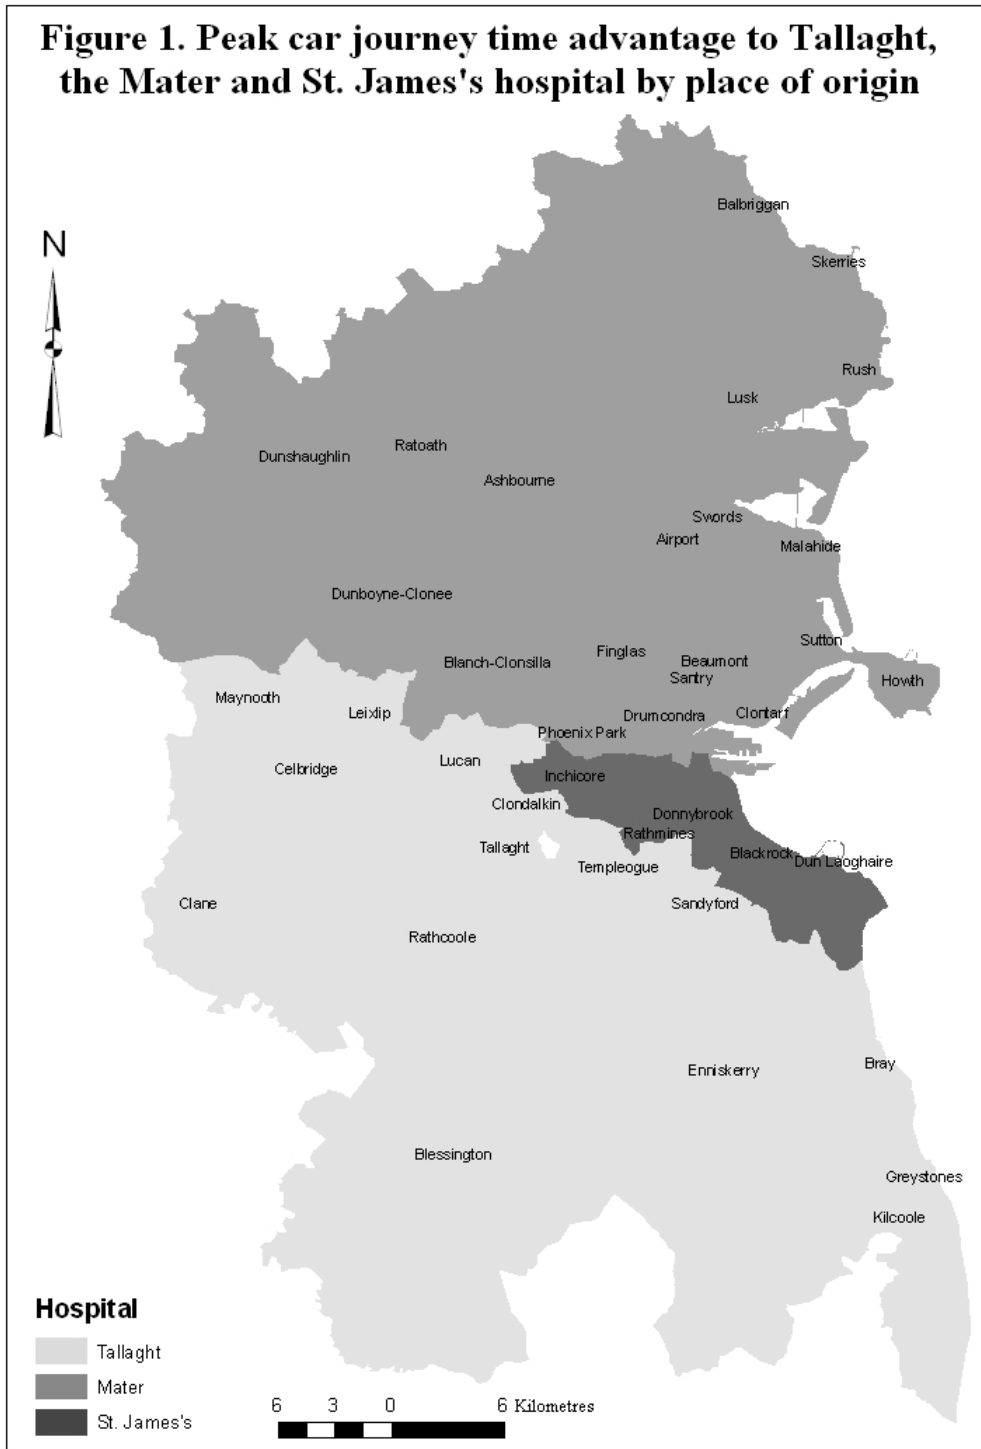 Figure 1. Peak car journey time advantage to Tallaght,
the Mater and St. James's hospital by place of origin
Balbriggan
N
Skerries
Rush
Lusk
Ratoath
Dunshaughlin
Ashbourne
Swords
Airport
Malahide
Dunboyne-Clonee
Sutton
Finglas
Blanch-Clonsilla
Beaumont
Santry
Howth
Maynooth
Leixlip
Drumcondra
Clontarf
Phoenix Park
Lucan
Celbridge
Inchicore
Clondalkin
Donnybrook
Rathmines
Tallaght
Blackrock
Dun Laoghaire
Templeogue
Clane
Sandyford
Rathcoole
Bray
Enniskerry
Blessington
Greystones
Kilcoole
Hospital
Tallaght
Mater
St. James's
6 3 0 6 Kilometres